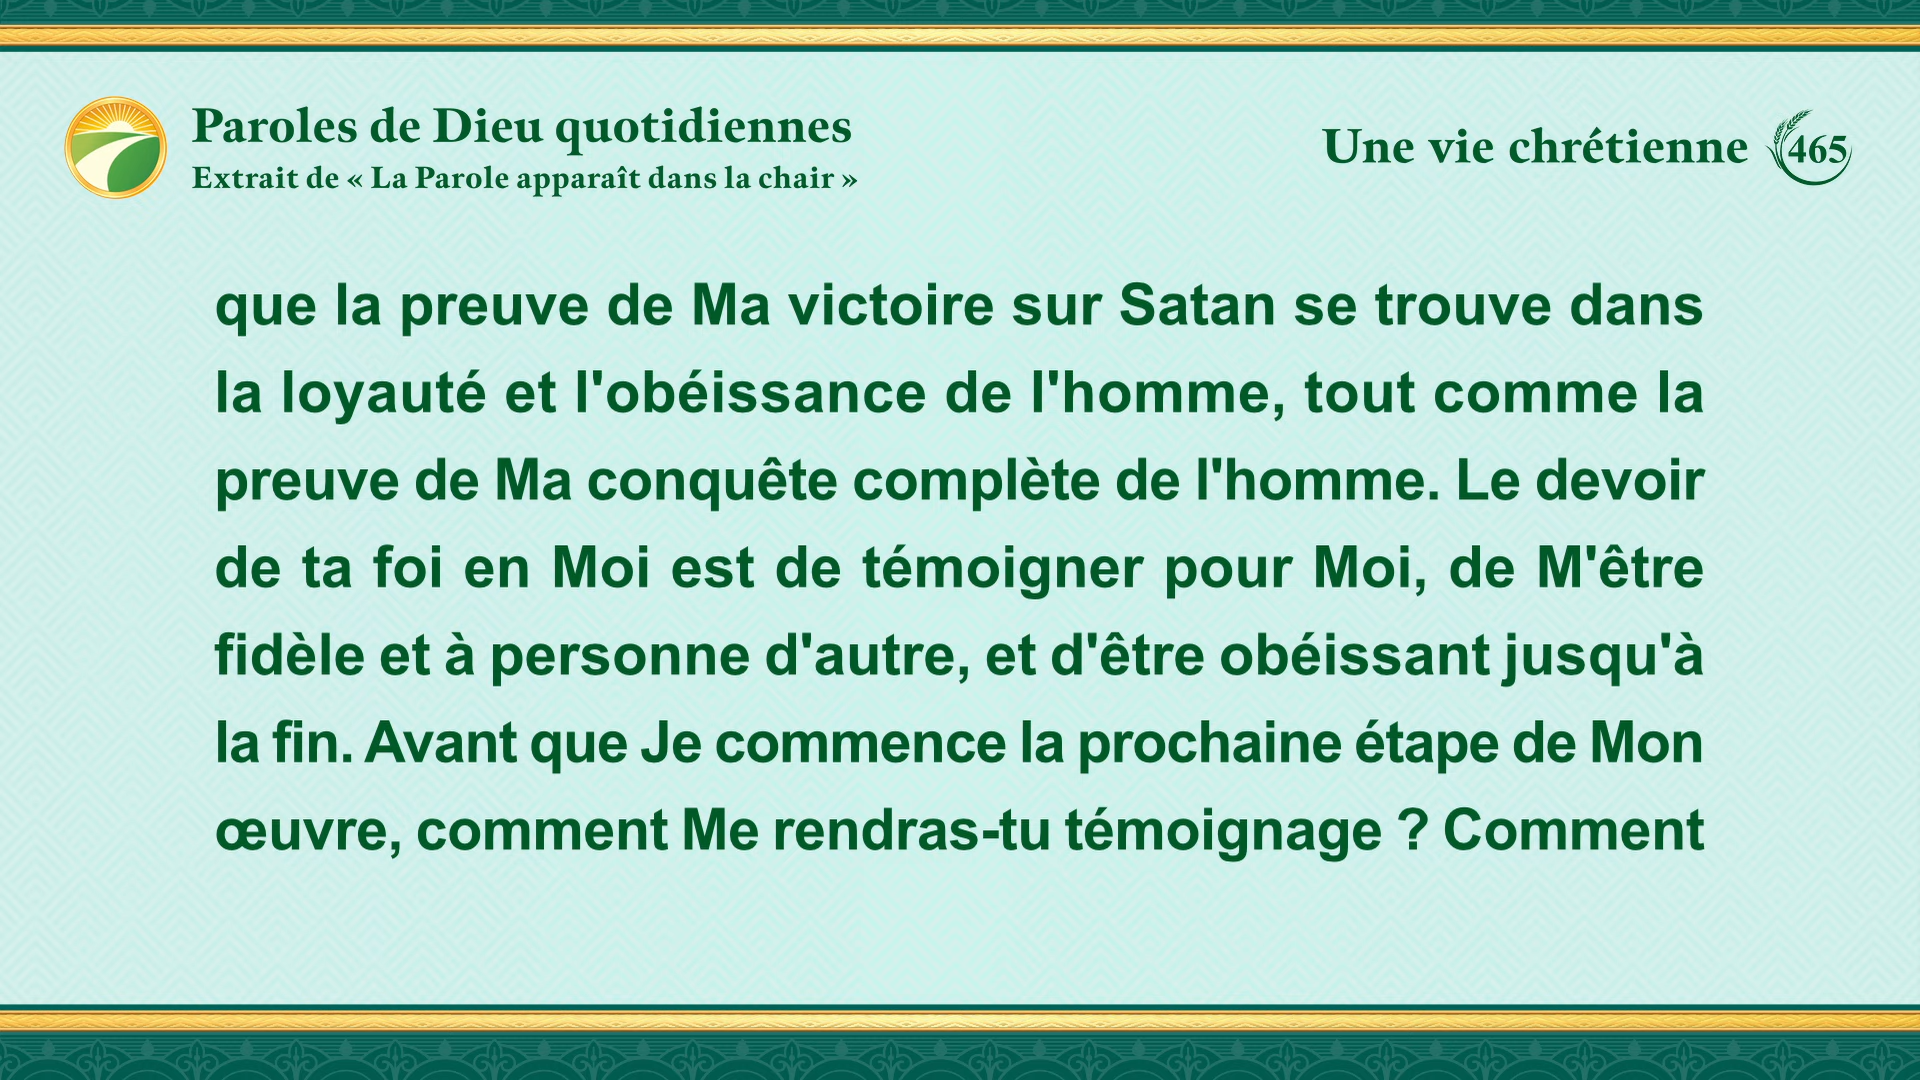 Paroles de Dieu quotidiennes
Extrait de « La Parole apparaît dans la chair »
Une vie chrétienne 465
que la preuve de Ma victoire sur Satan se trouve dans
la loyauté et l'obéissance de l'homme, tout comme la
preuve de Ma conquête complète de l'homme. Le devoir
de ta foi en Moi est de témoigner pour Moi, de M'être
fidèle et à personne d'autre, et d'être obéissant jusqu'à
la fin. Avant que Je commence la prochaine étape de Mon
œuvre, comment Me rendras-tu témoignage ? Comment